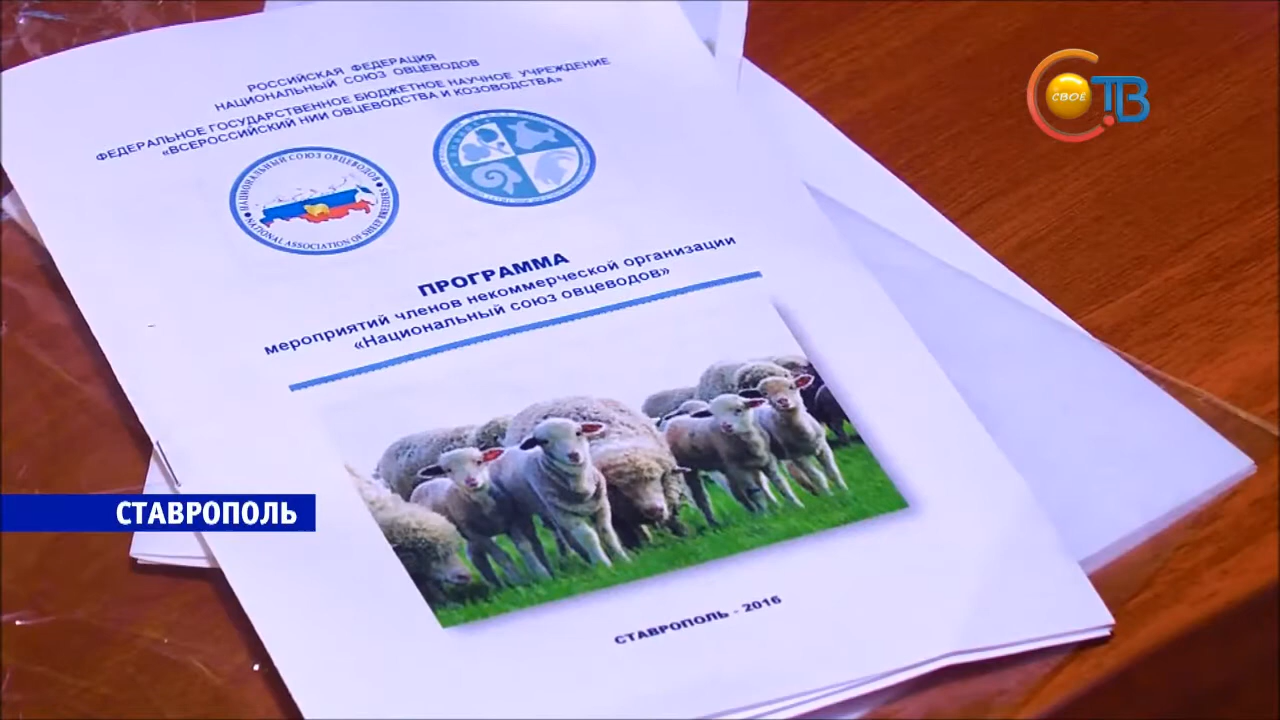 РОССИЙСКАЯ ФЕДЕРАЦИЯ
НАЦИОНАЛЬНЫЙ СОЮЗ ОВЦЕВОДОВ
ФЕДЕРАЛЬНОЕ ГОСУДАРСТВЕННОЕ БЮДЖЕТНОЕ НАУЧНОЕ УЧРЕЖДЕНИЕ
«ВСЕРОССИЙСКИЙ НИИ ОВЦЕВОДСТВА И КОЗОВОДСТВА»
НАЦИОНАЛЬНЫЙ СОЮЗ ОВЦЕВОДОВ
NATIONAL ASSOCIATION OF SHEEP BREEDERS
ПРОГРАММА
мероприятий членов некоммерческой организации
«Национальный союз овцеводов»
СТАВРОПОЛЬ - 2016
СТАВРОПОЛЬ
СВОЁ
ТВ